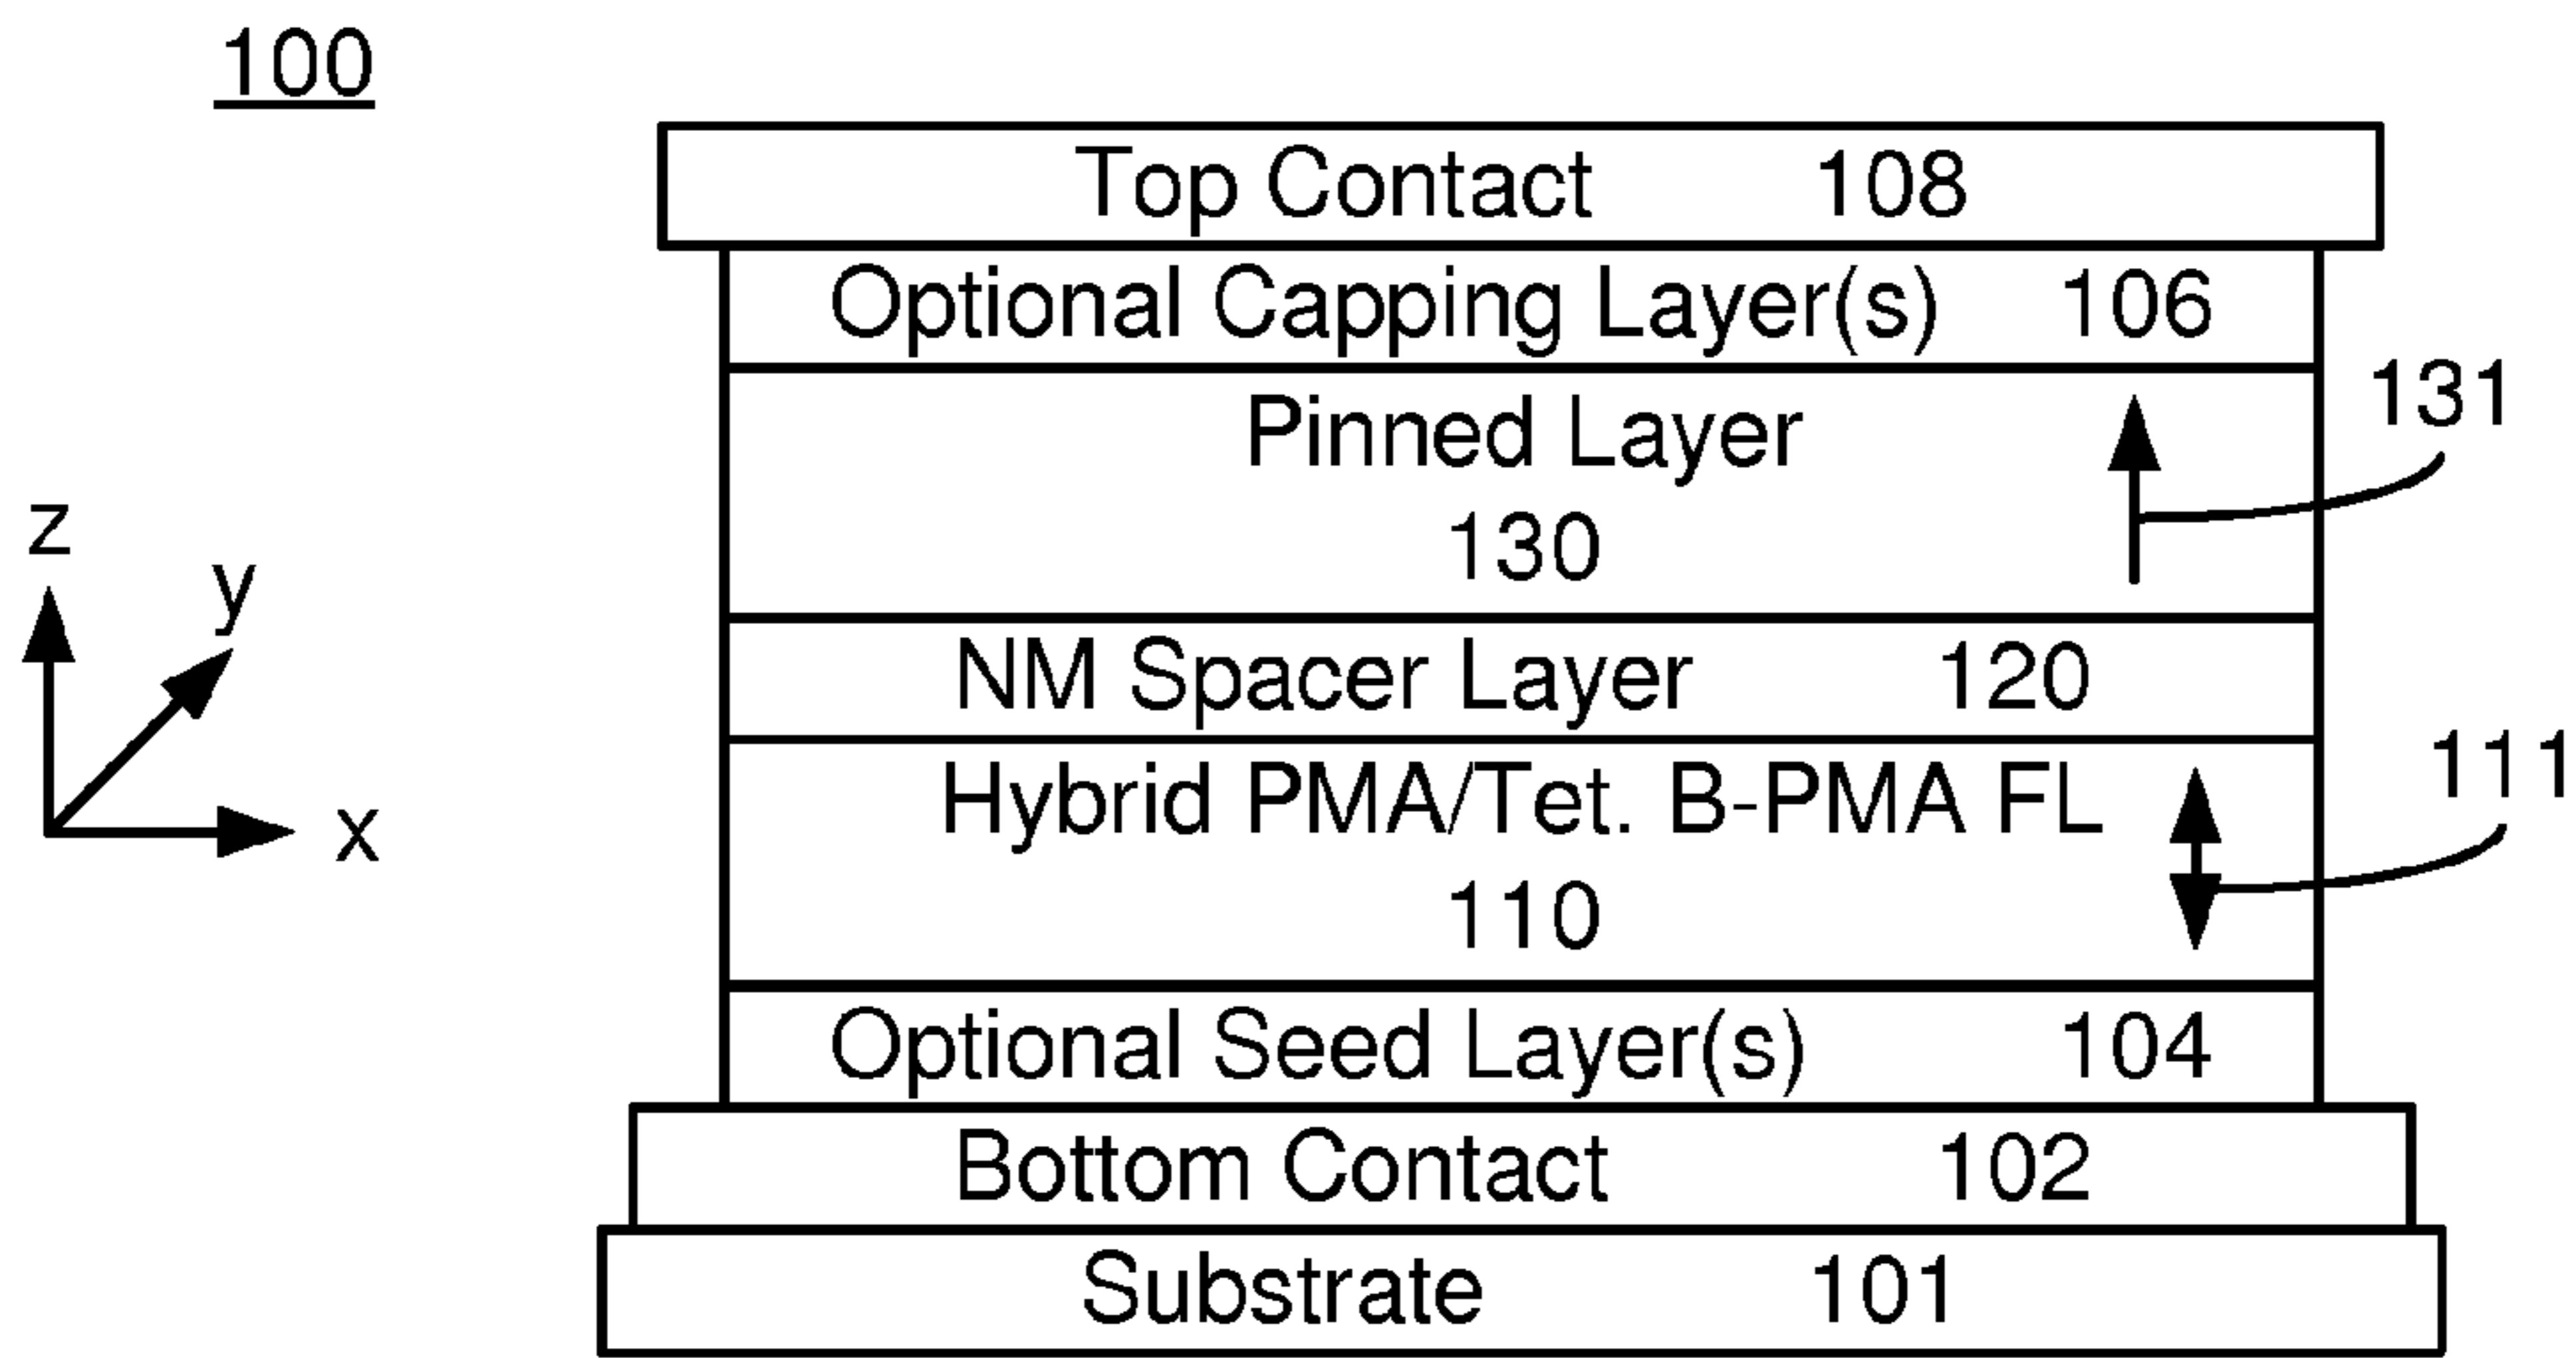 100
Top Contact 108
Optional Capping Layer(s) 106
131
Pinned Layer
130
z
y
x
NM Spacer Layer 120
111
Hybrid PMA/Tet. B-PMA FL
110
Optional Seed Layer(s) 104
Bottom Contact 102
Substrate 101